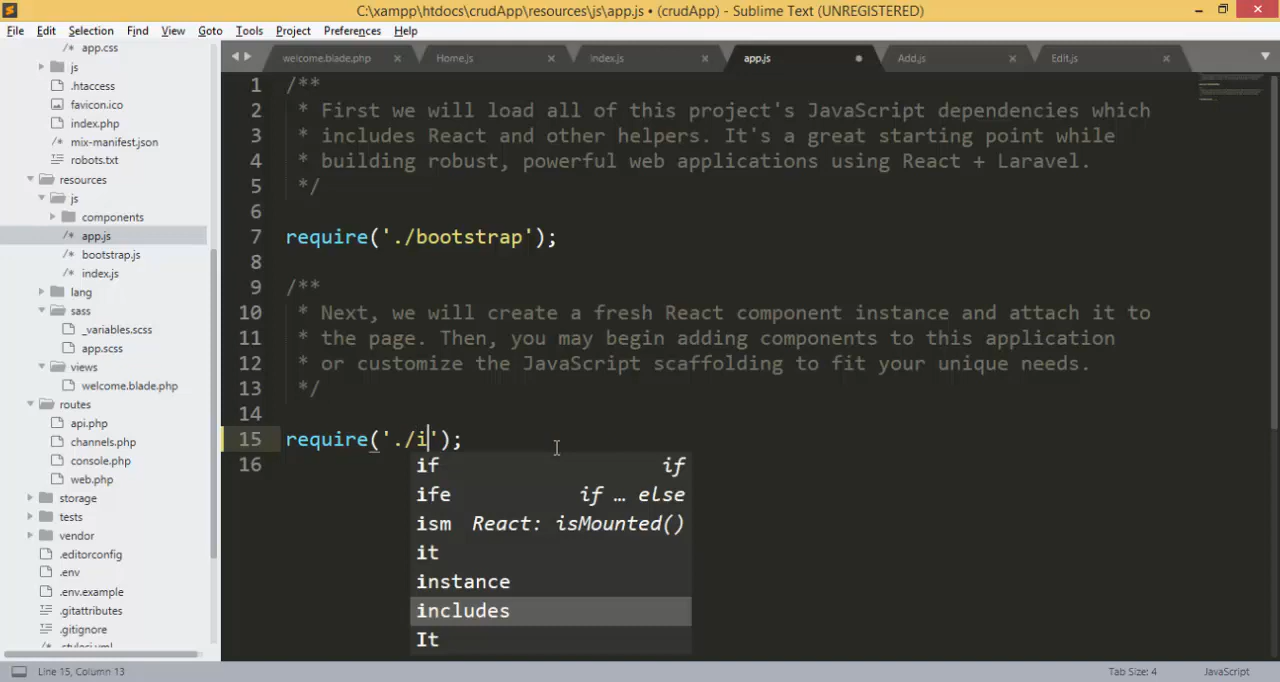 C:\xampp\htdocs\crudApp\resources\js\app.js • (crudApp) - Sublime Text (UNREGISTERED)
File Edit Selection Find View Goto Tools Project Preferences Help
/* app.css
js
.htaccess
favicon.ico
index.php
mix-manifest.json
robots.txt
resources
js
components
/* app.js
/* bootstrap.js
/* index.js
lang
sass
_variables.scss
app.scss
views
welcome.blade.php
routes
api.php
channels.php
console.php
web.php
storage
tests
vendor
.editorconfig
.env
.env.example
.gitattributes
.gitignore
welcome.blade.php Home.js index.js app.js Add.js Edit.js
1 /**
2 * First we will load all of this project's JavaScript dependencies which
3 * includes React and other helpers. It's a great starting point while
4 * building robust, powerful web applications using React + Laravel.
5 */
6
7 require('./bootstrap');
8
9 /**
10 * Next, we will create a fresh React component instance and attach it to
11 * the page. Then, you may begin adding components to this application
12 * or customize the JavaScript scaffolding to fit your unique needs.
13 */
14
15 require('./i');
16
if if
ife if … else
ism React: isMounted()
it
instance
includes
It
Line 15, Column 13 Tab Size: 4 JavaScript